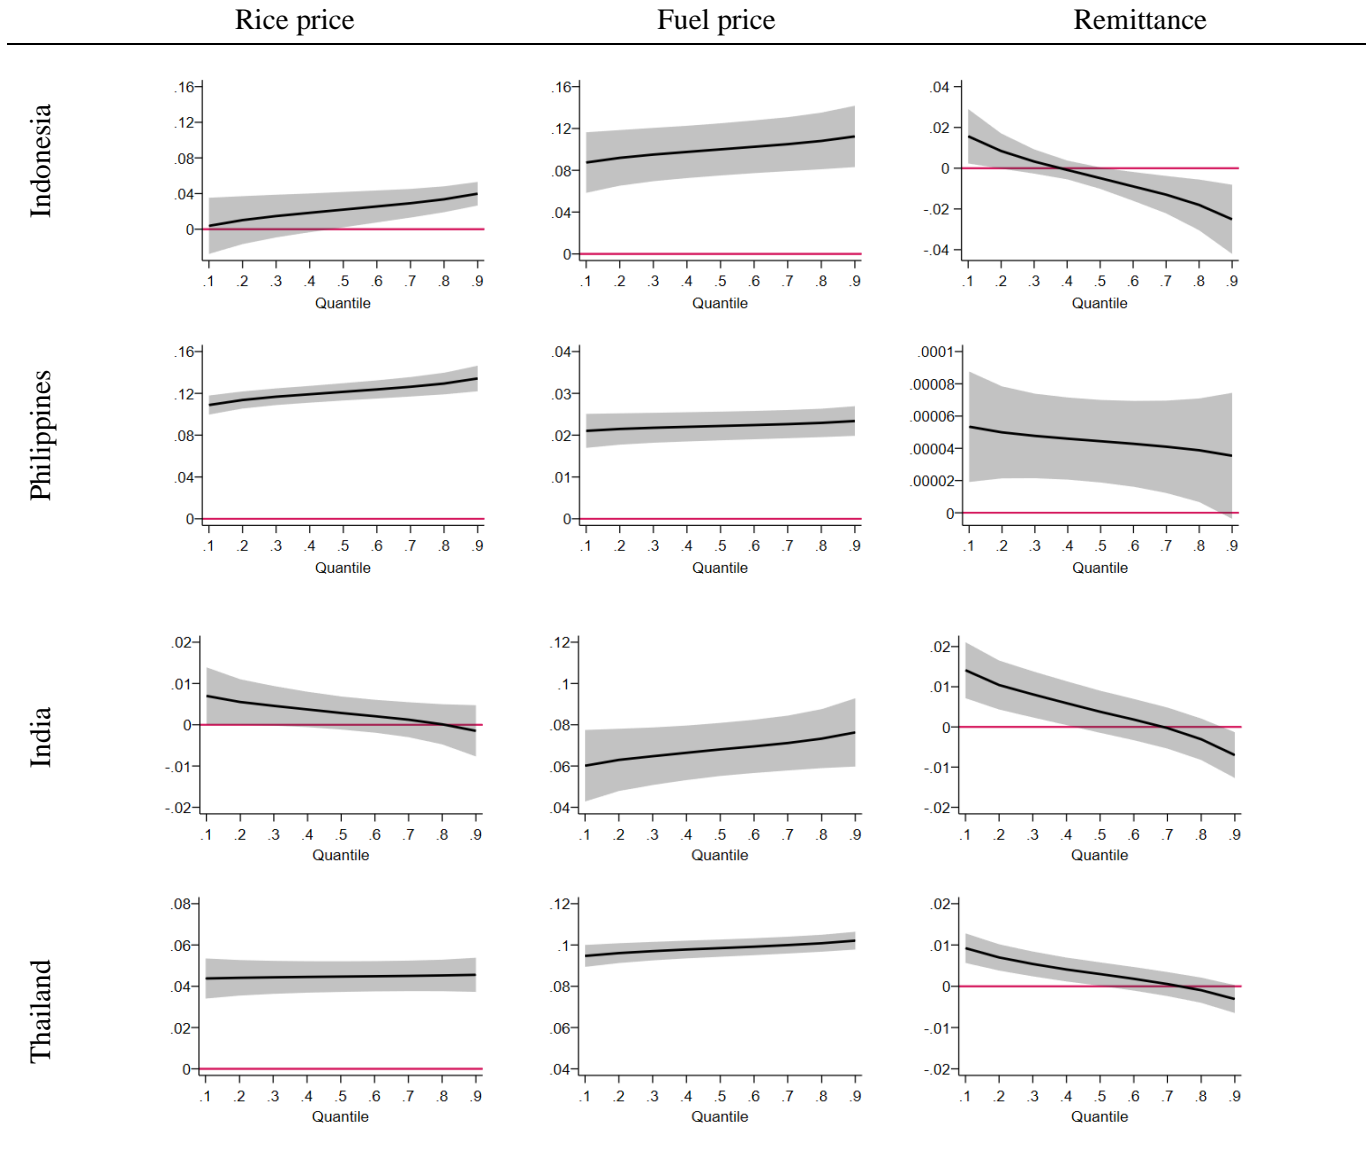 Rice price Fuel price Remittance
Indonesia
.16 .12 .08 .04 0
.1 .2 .3 .4 .5 .6 .7 .8 .9
Quantile
.16 .12 .08 .04 0
.1 .2 .3 .4 .5 .6 .7 .8 .9
Quantile
.04 .02 0 -.02 -.04
.1 .2 .3 .4 .5 .6 .7 .8 .9
Quantile
Philippines
.16 .12 .08 .04 0
.1 .2 .3 .4 .5 .6 .7 .8 .9
Quantile
.04 .03 .02 .01 0
.1 .2 .3 .4 .5 .6 .7 .8 .9
Quantile
.0001 .00008 .00006 .00004 .00002 0
.1 .2 .3 .4 .5 .6 .7 .8 .9
Quantile
India
.02 .01 0 -.01 -.02
.1 .2 .3 .4 .5 .6 .7 .8 .9
Quantile
.12 .1 .08 .06 .04
.1 .2 .3 .4 .5 .6 .7 .8 .9
Quantile
.02 .01 0 -.01 -.02
.1 .2 .3 .4 .5 .6 .7 .8 .9
Quantile
Thailand
.08 .06 .04 .02 0
.1 .2 .3 .4 .5 .6 .7 .8 .9
Quantile
.12 .1 .08 .06 .04
.1 .2 .3 .4 .5 .6 .7 .8 .9
Quantile
.02 .01 0 -.01 -.02
.1 .2 .3 .4 .5 .6 .7 .8 .9
Quantile